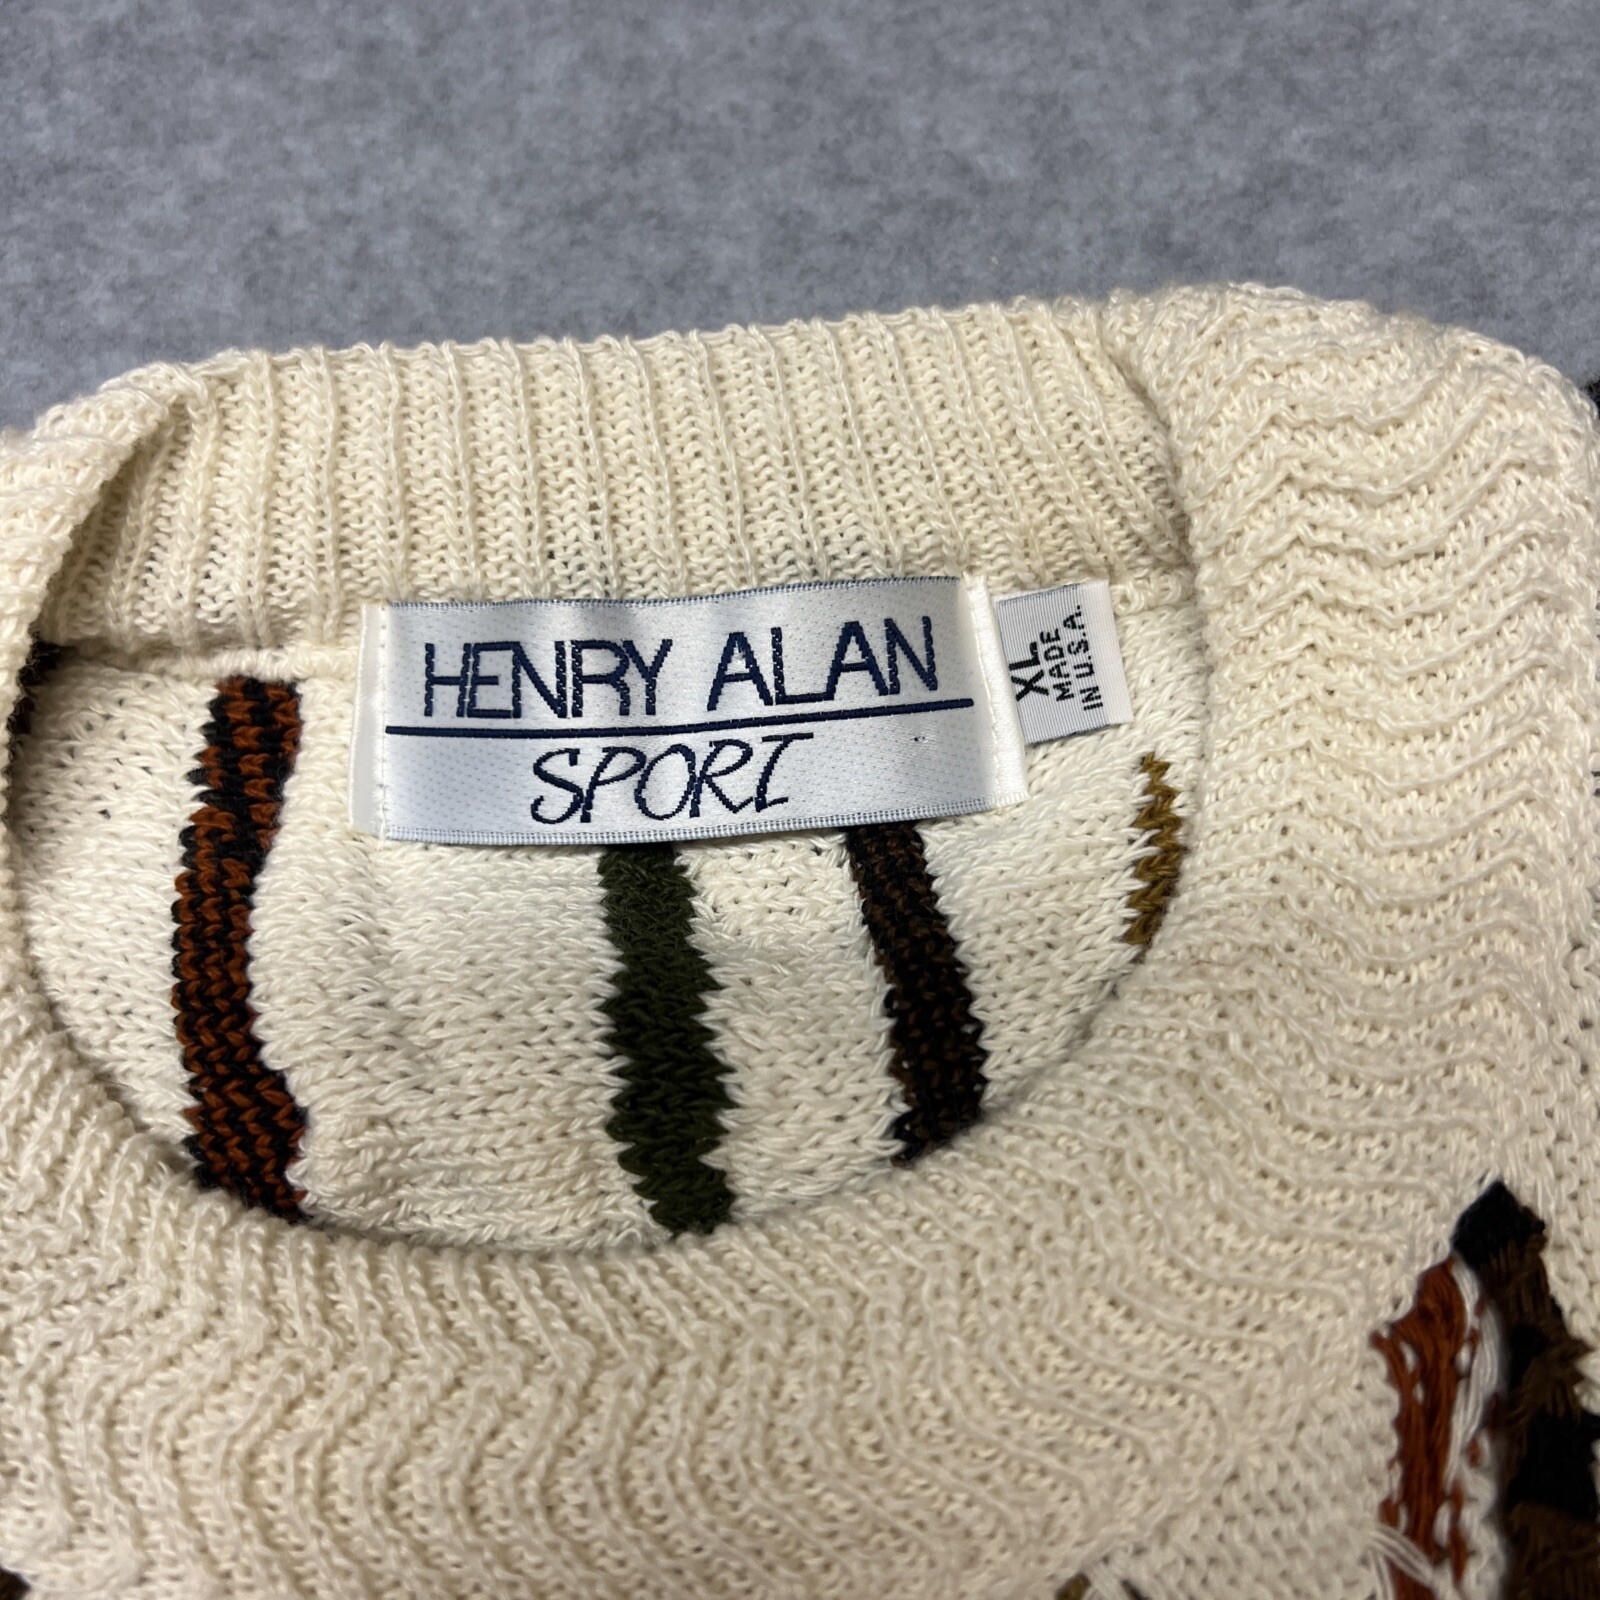 HENRY ALAN
SPORT
XL
MADE
IN U.S.A.